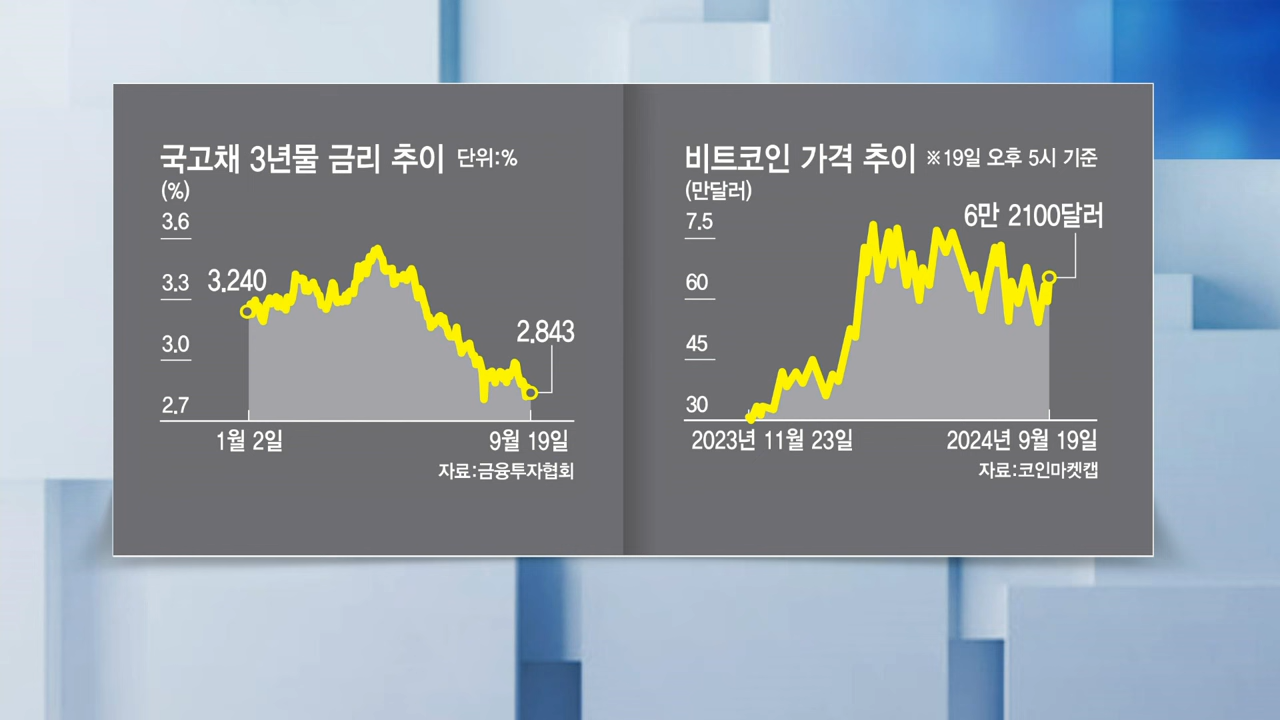 국고채 3년물 금리 추이 단위:%
(%)
3.6
3.3
3.0
2.7
3.240
2.843
1월 2일
9월 19일
자료:금융투자협회
비트코인 가격 추이 ※19일 오후 5시 기준
(만달러)
7.5
60
45
30
6만 2100달러
2023년 11월 23일
2024년 9월 19일
자료:코인마켓캡